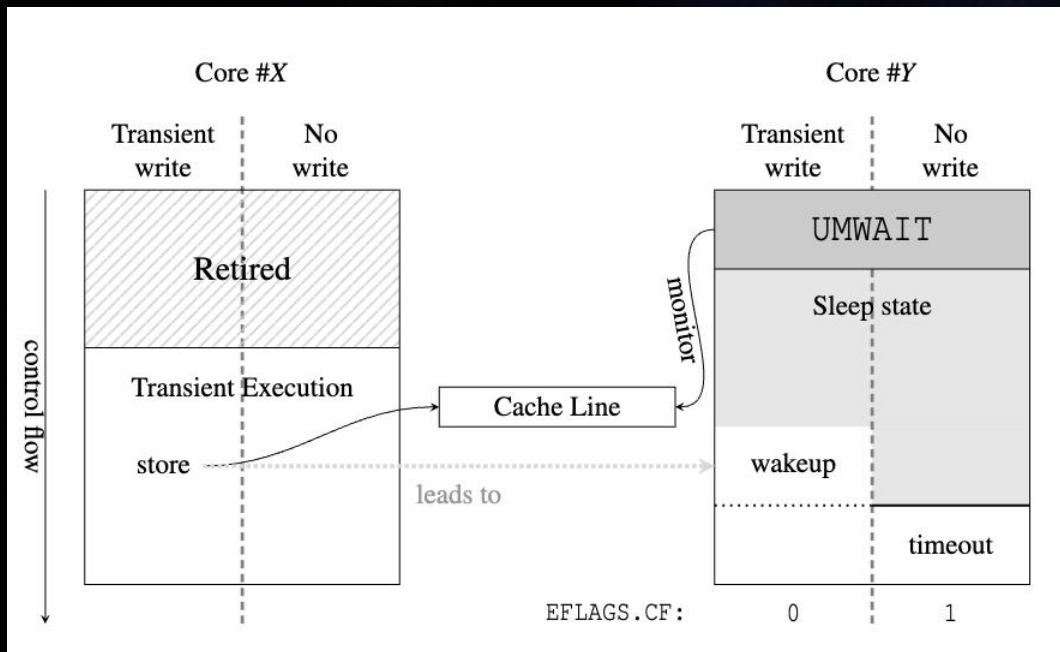 Core #X
Core #Y
Transient
write
No
write
Transient
write
No
write
Retired
UMWAIT
Sleep state
monitor
control flow
Transient Execution
Cache Line
store
wakeup
leads to
timeout
EFLAGS.CF: 0 1